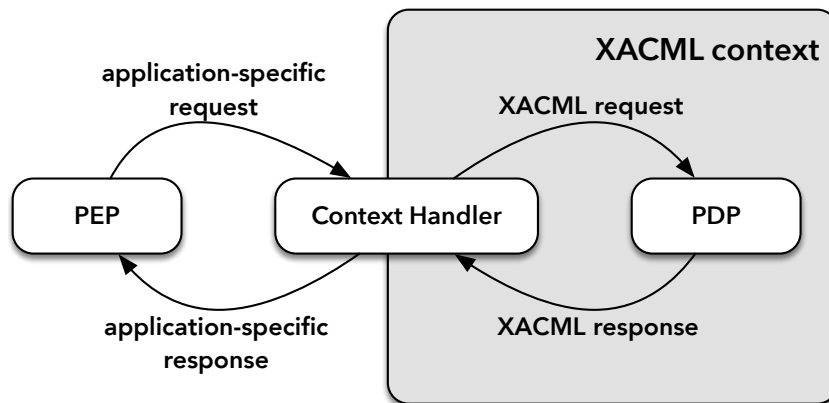 XACML context
application-specific
request
XACML request
PEP
Context Handler
PDP
application-specific
response
XACML response